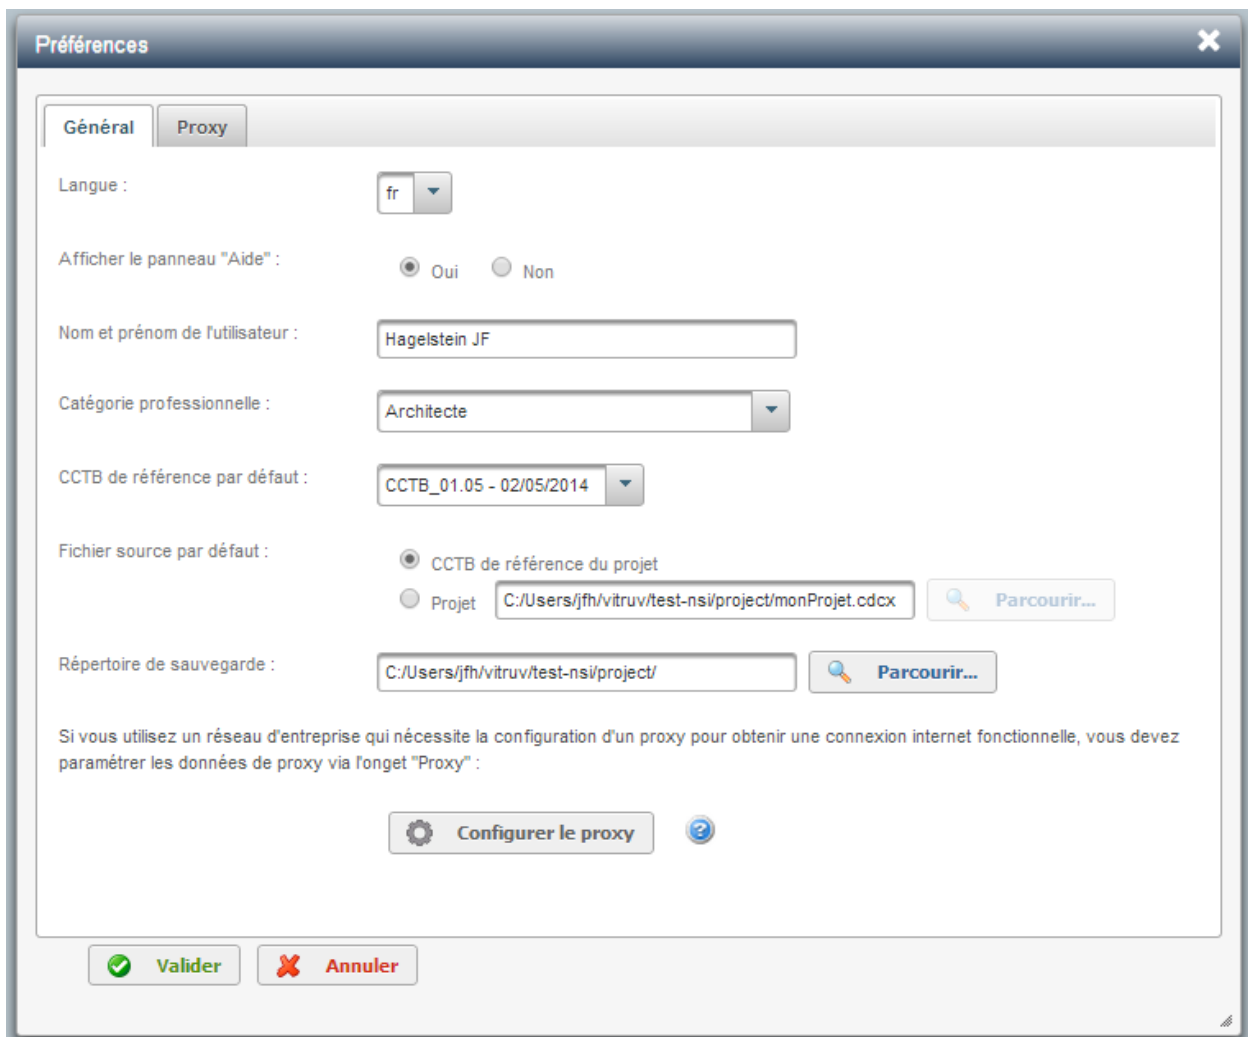 Préférences
Général Proxy
Langue : fr
Afficher le panneau "Aide" : Oui Non
Nom et prénom de l'utilisateur : Hagelstein JF
Catégorie professionnelle : Architecte
CCTB de référence par défaut : CCTB_01.05 - 02/05/2014
Fichier source par défaut : CCTB de référence du projet
Projet C:/Users/jfh/vitruv/test-nsi/project/monProjet.cdcx Parcourir...
Répertoire de sauvegarde : C:/Users/jfh/vitruv/test-nsi/project/ Parcourir...
Si vous utilisez un réseau d'entreprise qui nécessite la configuration d'un proxy pour obtenir une connexion internet fonctionnelle, vous devez
paramétrer les données de proxy via l'onget "Proxy" :
Configurer le proxy ?
Valider Annuler